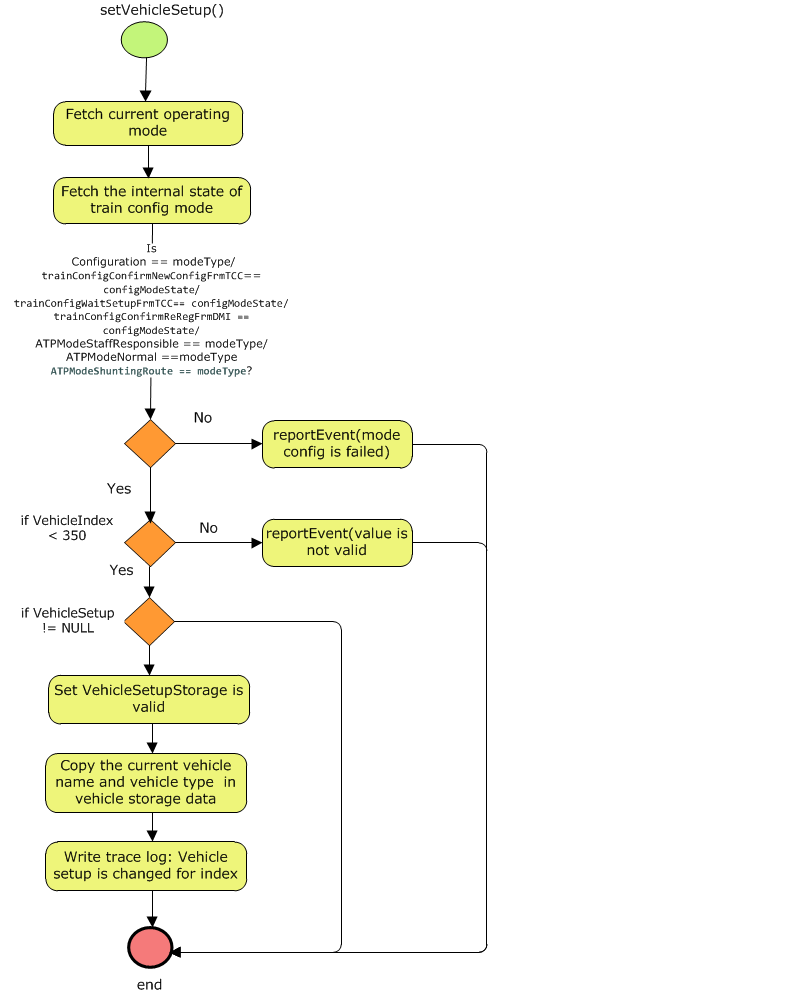 setVehicleSetup()
Fetch current operating
mode
Fetch the internal state of
train config mode
Is
Configuration == modeType/
trainConfigConfirmNewConfigFrmTCC==
configModeState/
trainConfigWaitSetupFrmTCC== configModeState/
trainConfigConfirmReRegFrmDMI ==
configModeState/
ATPModeStaffResponsible == modeType/
ATPModeNormal ==modeType
ATPModeShuntingRoute == modeType?
No
reportEvent(mode
config is failed)
Yes
if VehicleIndex
< 350
No
reportEvent(value is
not valid
Yes
if VehicleSetup
!= NULL
Set VehicleSetupStorage is
valid
Copy the current vehicle
name and vehicle type in
vehicle storage data
Write trace log: Vehicle
setup is changed for index
end